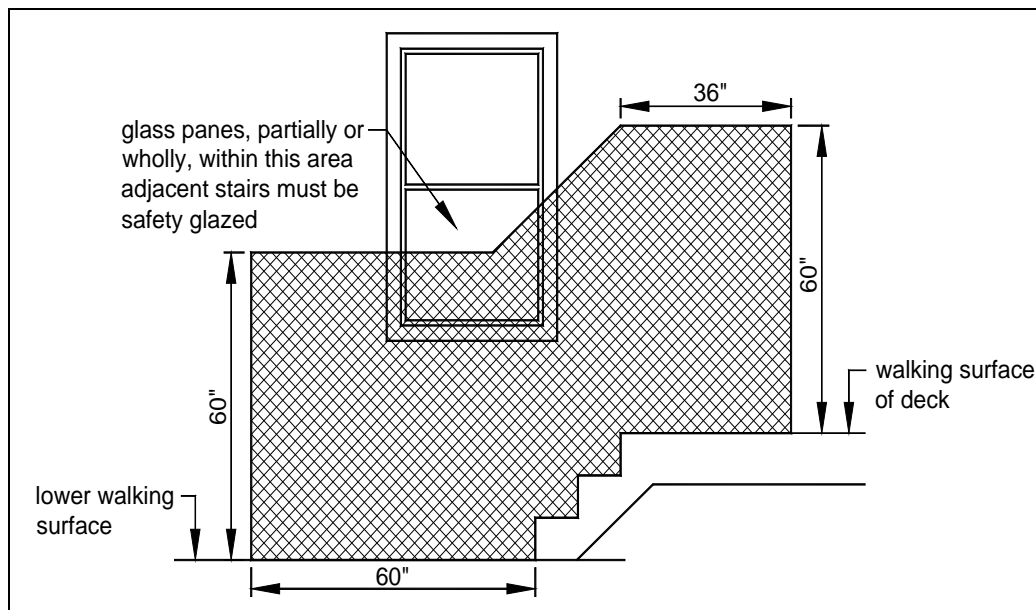 36"
glass panes, partially or
wholly, within this area
adjacent stairs must be
safety glazed
60"
60"
walking surface
of deck
lower walking
surface
60"